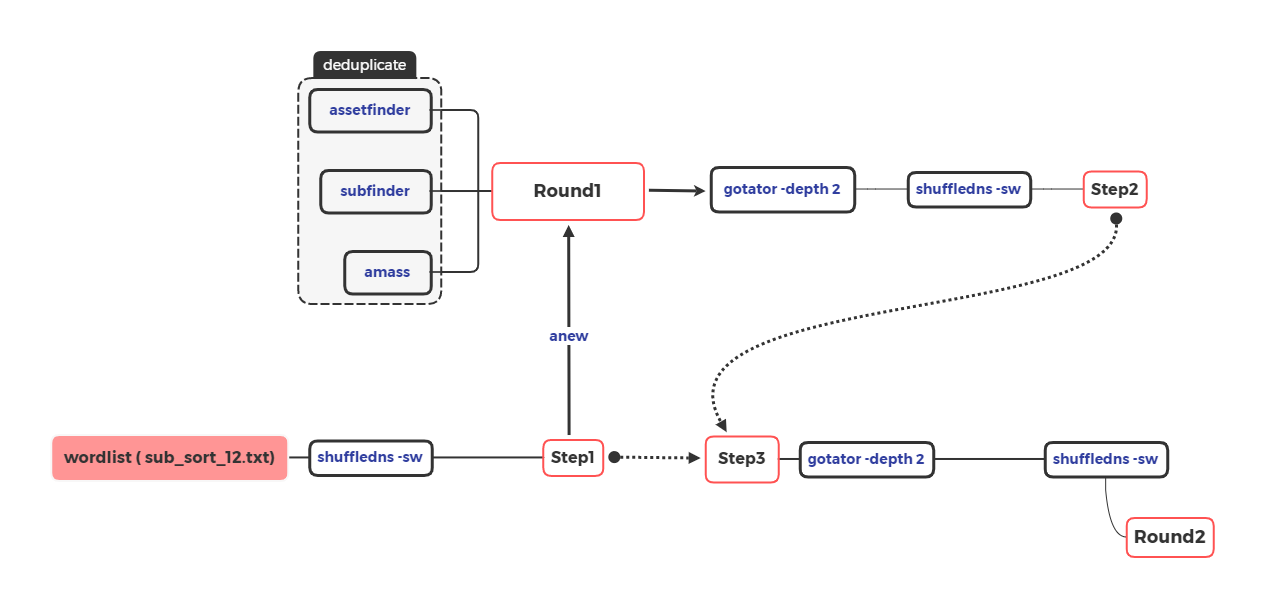 deduplicate
assetfinder
subfinder
amass
Round1
gotator -depth 2
shuffledns -sw
Step2
anew
wordlist ( sub_sort_12.txt)
shuffledns -sw
Step1
Step3
gotator -depth 2
shuffledns -sw
Round2